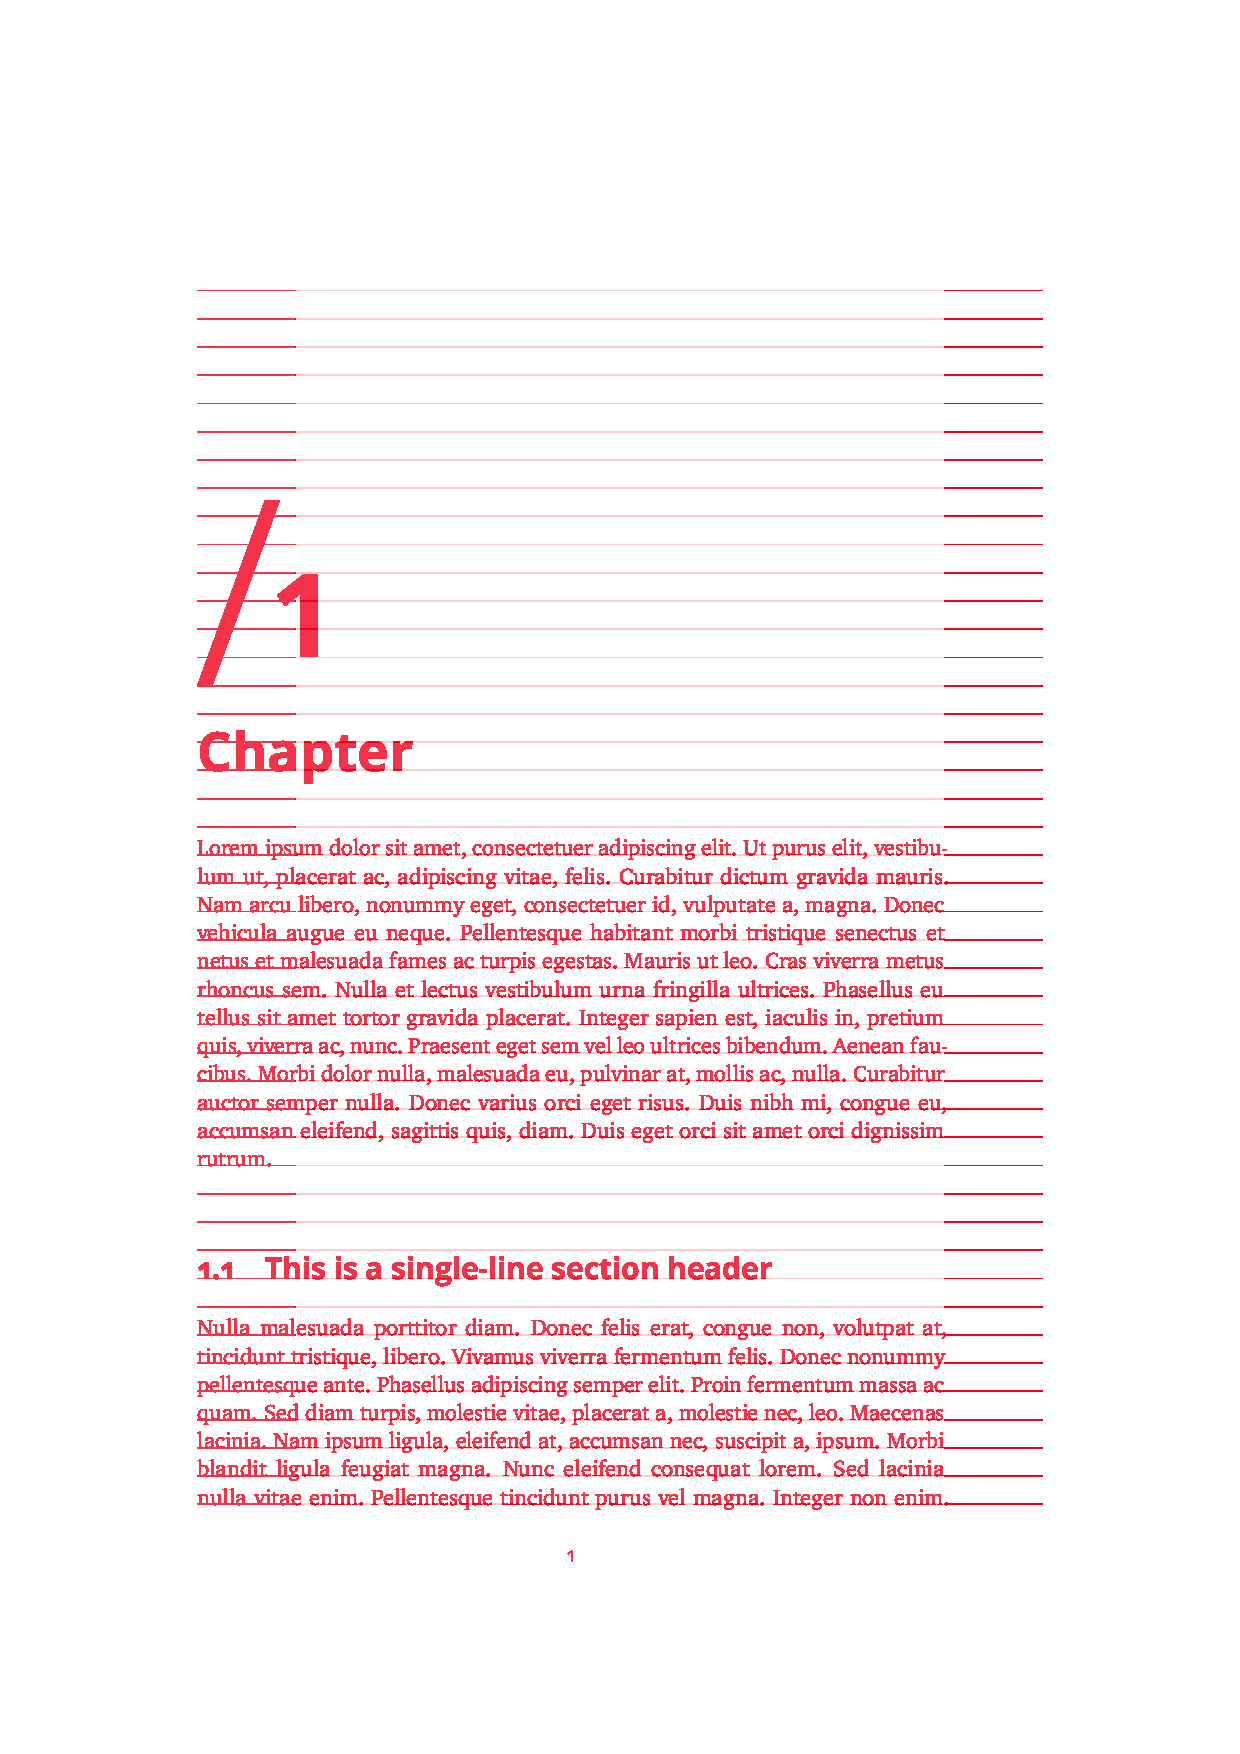 /1
Chapter
Lorem ipsum dolor sit amet, consectetuer adipiscing elit. Ut purus elit, vestibu-
lum ut, placerat ac, adipiscing vitae, felis. Curabitur dictum gravida mauris.
Nam arcu libero, nonummy eget, consectetuer id, vulputate a, magna. Donec
vehicula augue eu neque. Pellentesque habitant morbi tristique senectus et
netus et malesuada fames ac turpis egestas. Mauris ut leo. Cras viverra metus
rhoncus sem. Nulla et lectus vestibulum urna fringilla ultrices. Phasellus eu
tellus sit amet tortor gravida placerat. Integer sapien est, iaculis in, pretium
quis, viverra ac, nunc. Praesent eget sem vel leo ultrices bibendum. Aenean fau-
cibus. Morbi dolor nulla, malesuada eu, pulvinar at, mollis ac, nulla. Curabitur
auctor semper nulla. Donec varius orci eget risus. Duis nibh mi, congue eu,
accumsan eleifend, sagittis quis, diam. Duis eget orci sit amet orci dignissim
rutrum.
1.1 This is a single-line section header
Nulla malesuada porttitor diam. Donec felis erat, congue non, volutpat at,
tincidunt tristique, libero. Vivamus viverra fermentum felis. Donec nonummy
pellentesque ante. Phasellus adipiscing semper elit. Proin fermentum massa ac
quam. Sed diam turpis, molestie vitae, placerat a, molestie nec, leo. Maecenas
lacinia. Nam ipsum ligula, eleifend at, accumsan nec, suscipit a, ipsum. Morbi
blandit ligula feugiat magna. Nunc eleifend consequat lorem. Sed lacinia
nulla vitae enim. Pellentesque tincidunt purus vel magna. Integer non enim.
1